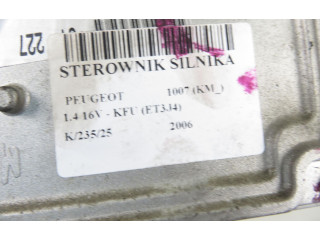 227
STEROWNIK SILNIKA
PEUGEOT 1007 (KM_)
1.4 16V - KFU (ET3J4)
K/235/25 2006